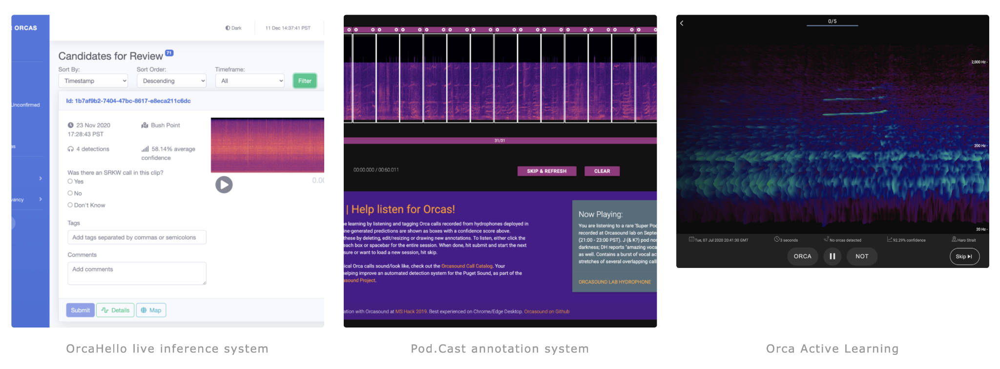 ORCAS
Dark
11 Dec 14:37:41 PST
Unconfirmed
Candidates for Review 71
Sort By:
Sort Order:
Timeframe:
Timestamp
Descending
All
Filter
Id: 1b7af9b2-7404-47bc-8617-e8eca211c6dc
23 Nov 2020
17:28:43 PST
Bush Point
4 detections
58.14% average
confidence
Was there an SRKW call in this clip?
Yes
No
Don't Know
0.00
Tags
Add tags separated by commas or semicolons
Comments
Add comments
Submit
Details
Map
OrcaHello live inference system
31/31
00:00.000 / 00:60.011
SKIP & REFRESH
CLEAR
| Help listen for Orcas!
e learning by listening and tagging Orca calls recorded from hydrophones deployed in
ine-generated predictions are shown as boxes with a confidence score above.
these by deleting, edit/resizing or drawing new annotations. To listen, either click the
each box or spacebar for the entire session. When done, hit submit and start the next
sure or want to load a new session, hit skip.
ical Orca calls sound/look like, check out the Orcasound Call Catalog. Your
helping improve an automated detection system for the Puget Sound, as part of the
asound Project.
Now Playing:
You are listening to a rare 'Super Poc
recorded at Orcasound lab on Septe
(21:00 - 23:00 PST). J (& K?) pod nor
darkness; DH reports "amazing voca
as well. Contains a burst of vocal ac
stretches of several overlapping call
ORCASOUND LAB HYDROPHONE
ation with Orcasound at MS Hack 2019. Best experienced on Chrome/Edge Desktop. Orcasound on Github
Pod.Cast annotation system
0/5
2,000 Hz -
200 Hz -
20 Hz -
Tue, 07 Jul 2020 20:41:30 GMT
3 seconds
No orcas detected
92.29% confidence
Haro Strait
ORCA
NOT
Skip
Orca Active Learning